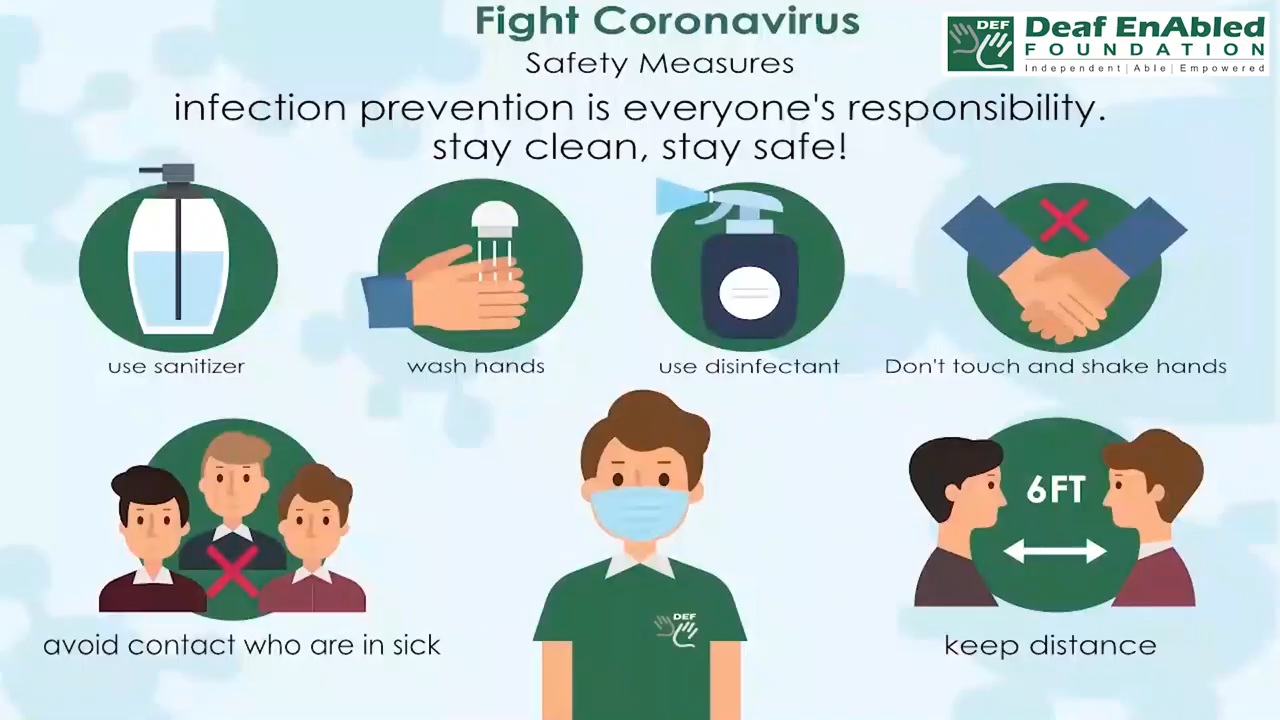 Fight Coronavirus
Safety Measures
infection prevention is everyone's responsibility.
stay clean, stay safe!
DEF
Deaf EnAbled
FOUNDATION
Independent | Able | Empowered
use sanitizer
wash hands
use disinfectant
Don't touch and shake hands
6FT
DEF
avoid contact who are in sick
keep distance